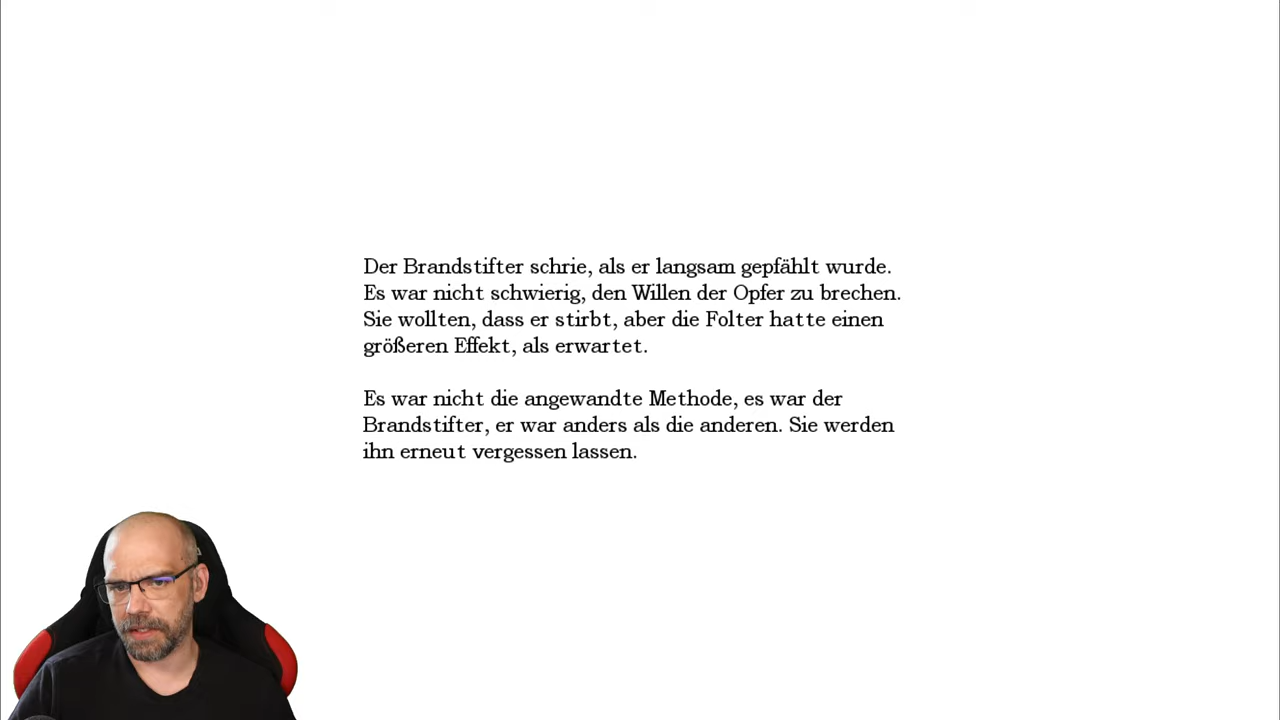 Der Brandstifter schrie, als er langsam gepfählt wurde.
Es war nicht schwierig, den Willen der Opfer zu brechen.
Sie wollten, dass er stirbt, aber die Folter hatte einen
größeren Effekt, als erwartet.
Es war nicht die angewandte Methode, es war der
Brandstifter, er war anders als die anderen. Sie werden
ihn erneut vergessen lassen.